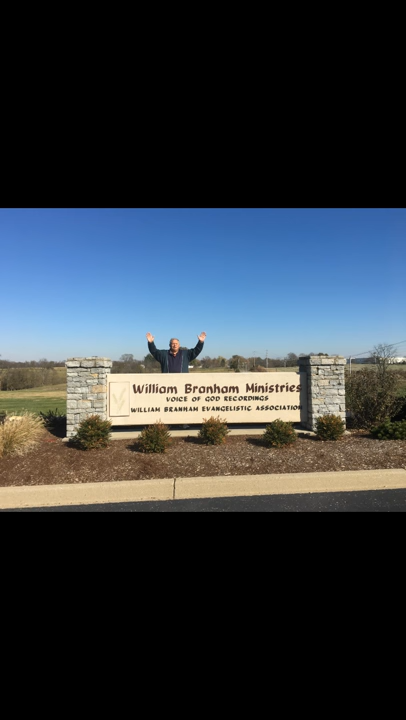 William Branham Ministries
VOICE OF GOD RECORDINGS
WILLIAM BRANHAM EVANGELISTIC ASSOCIATION